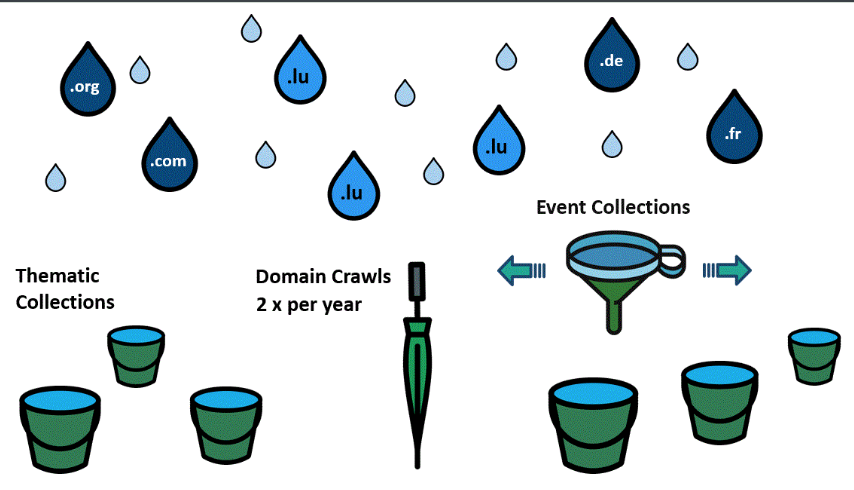 .org
.lu
.de
.com
.lu
.lu
.fr
Event Collections
Thematic
Collections
Domain Crawls
2 x per year